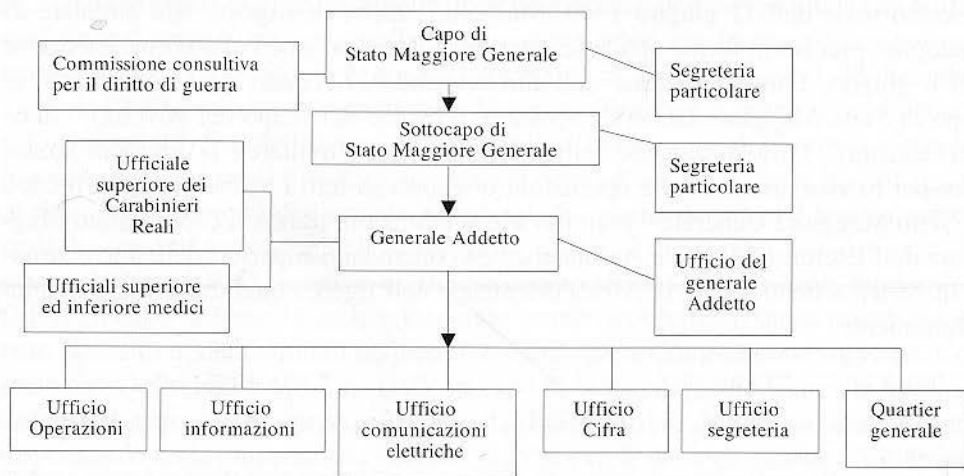 Capo di
Stato Maggiore Generale
Commissione consultiva
per il diritto di guerra
Segreteria
particolare
Sottocapo di
Stato Maggiore Generale
Segreteria
particolare
Ufficiale
superiore dei
Carabinieri
Reali
Generale Addetto
Ufficiali superiore
ed inferiore medici
Ufficio del
generale
Addetto
Ufficio
Operazioni
Ufficio
informazioni
Ufficio
comunicazioni
elettriche
Ufficio
Cifra
Ufficio
segreteria
Quartier
generale